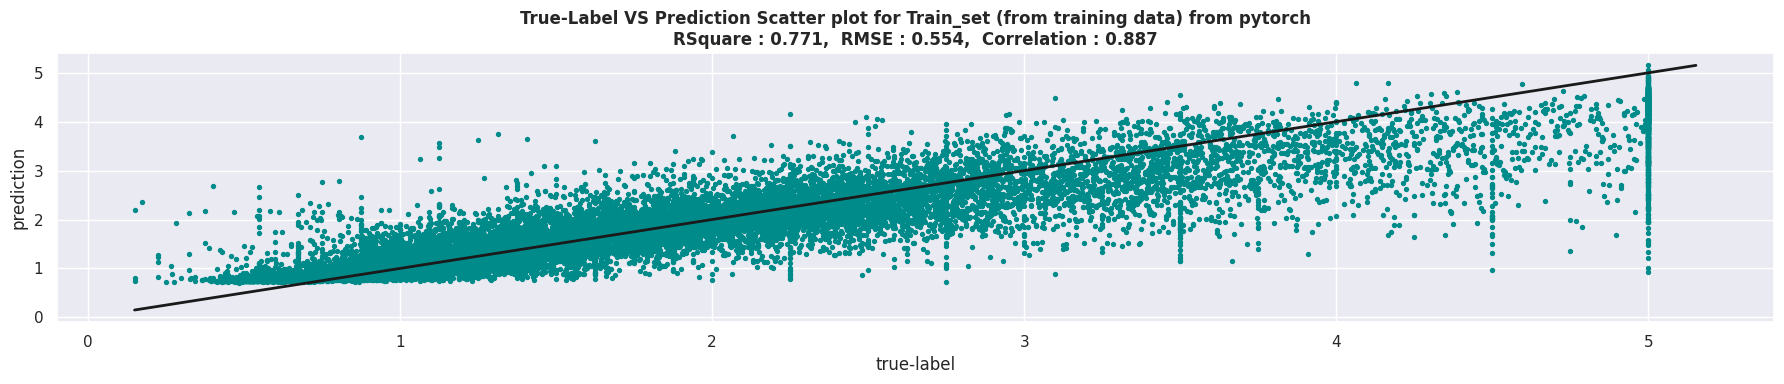 True-Label VS Prediction Scatter plot for Train_set (from training data) from pytorch
RSquare : 0.771,  RMSE : 0.554,  Correlation : 0.887
5
4
3
2
1
0
prediction
0 1 2 3 4 5
true-label